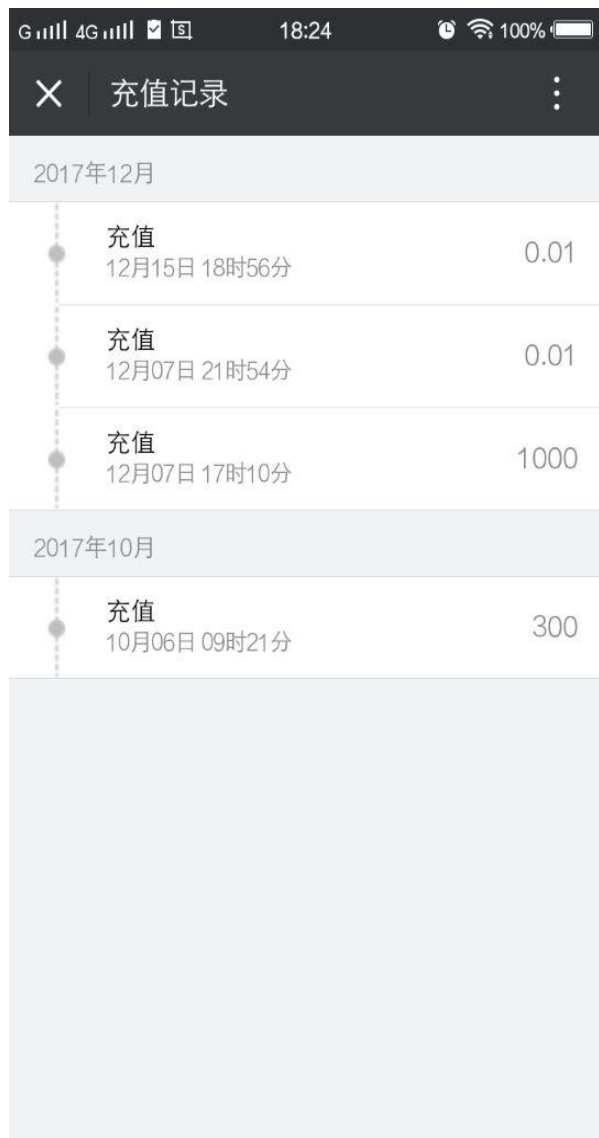 G 4G 18:24 100%
充值记录
2017年12月
充值
12月15日 18时56分
0.01
充值
12月07日 21时54分
0.01
充值
12月07日 17时10分
1000
2017年10月
充值
10月06日 09时21分
300